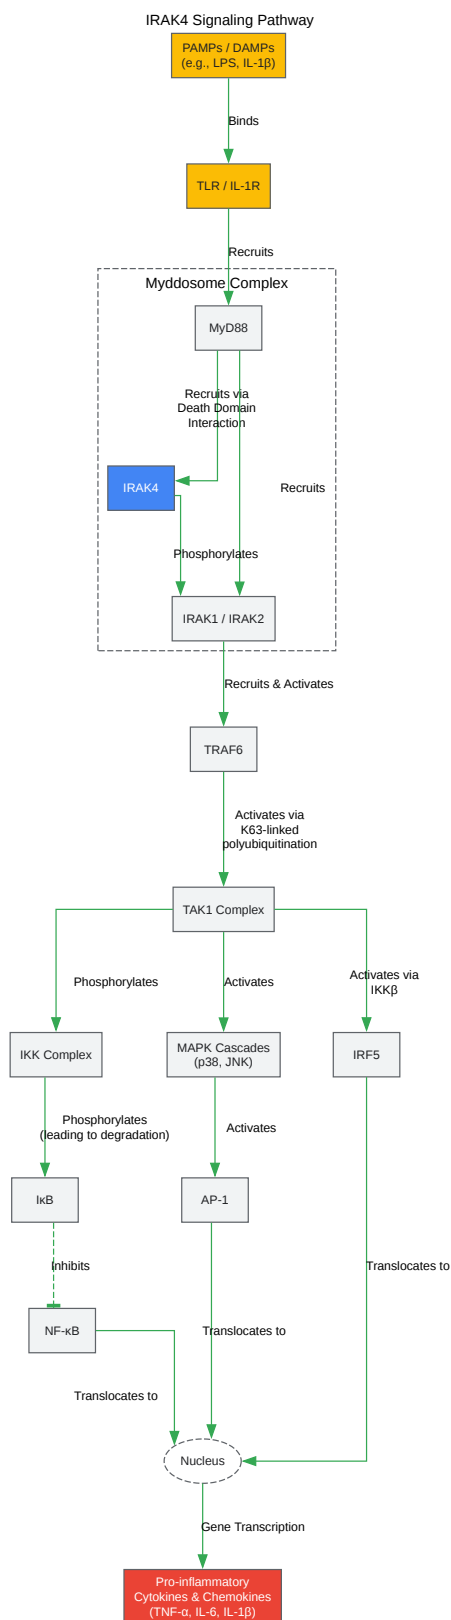 IRAK4 Signaling Pathway
PAMPs / DAMPs
(e.g., LPS, IL-1β)
Binds
TLR / IL-1R
Recruits
Myddosome Complex
MyD88
Recruits via
Death Domain
Interaction
IRAK4
Recruits
Phosphorylates
IRAK1 / IRAK2
Recruits & Activates
TRAF6
Activates via
K63-linked
polyubiquitination
TAK1 Complex
Phosphorylates
Activates
Activates via
IKKβ
IKK Complex
MAPK Cascades
(p38, JNK)
IRF5
Phosphorylates
(leading to degradation)
Activates
IκB
AP-1
Inhibits
Translocates to
NF-κB
Translocates to
Translocates to
Nucleus
Gene Transcription
Pro-inflammatory
Cytokines & Chemokines
(TNF-α, IL-6, IL-1β)